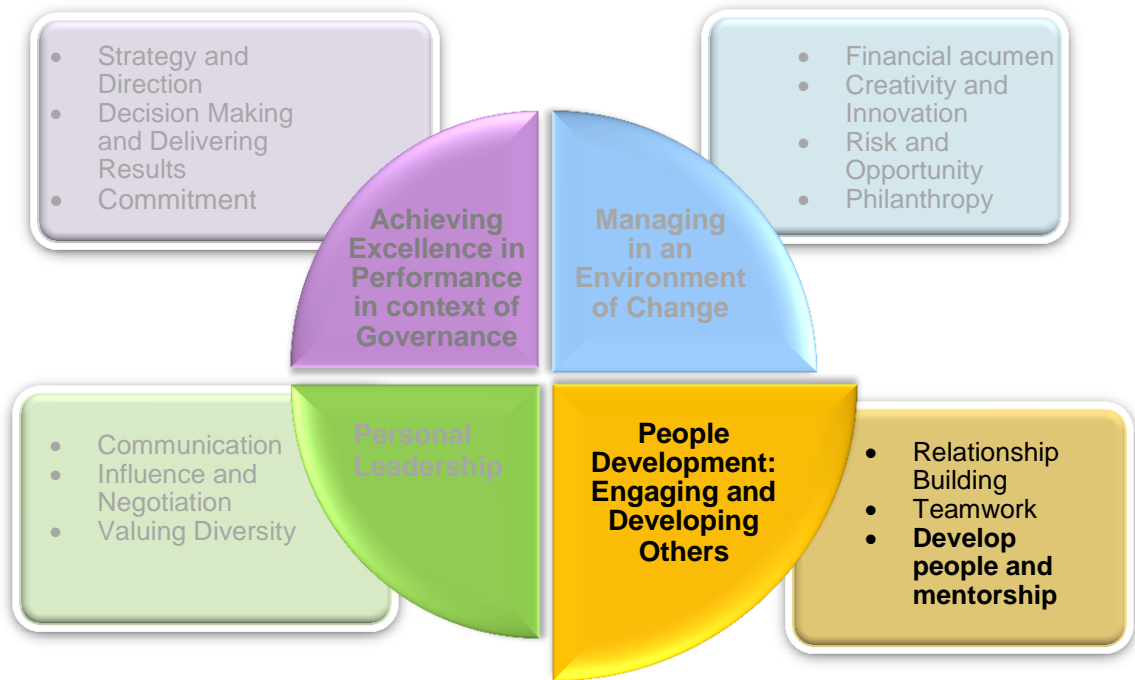 • Strategy and
Direction
• Decision Making
and Delivering
Results
• Commitment
• Financial acumen
• Creativity and
Innovation
• Risk and
Opportunity
• Philanthropy
Achieving
Excellence in
Performance
in context of
Governance
Managing
in an
Environment
of Change
• Communication
• Influence and
Negotiation
• Valuing Diversity
Personal
Leadership
People
Development:
Engaging and
Developing
Others
• Relationship
Building
• Teamwork
• Develop
people and
mentorship